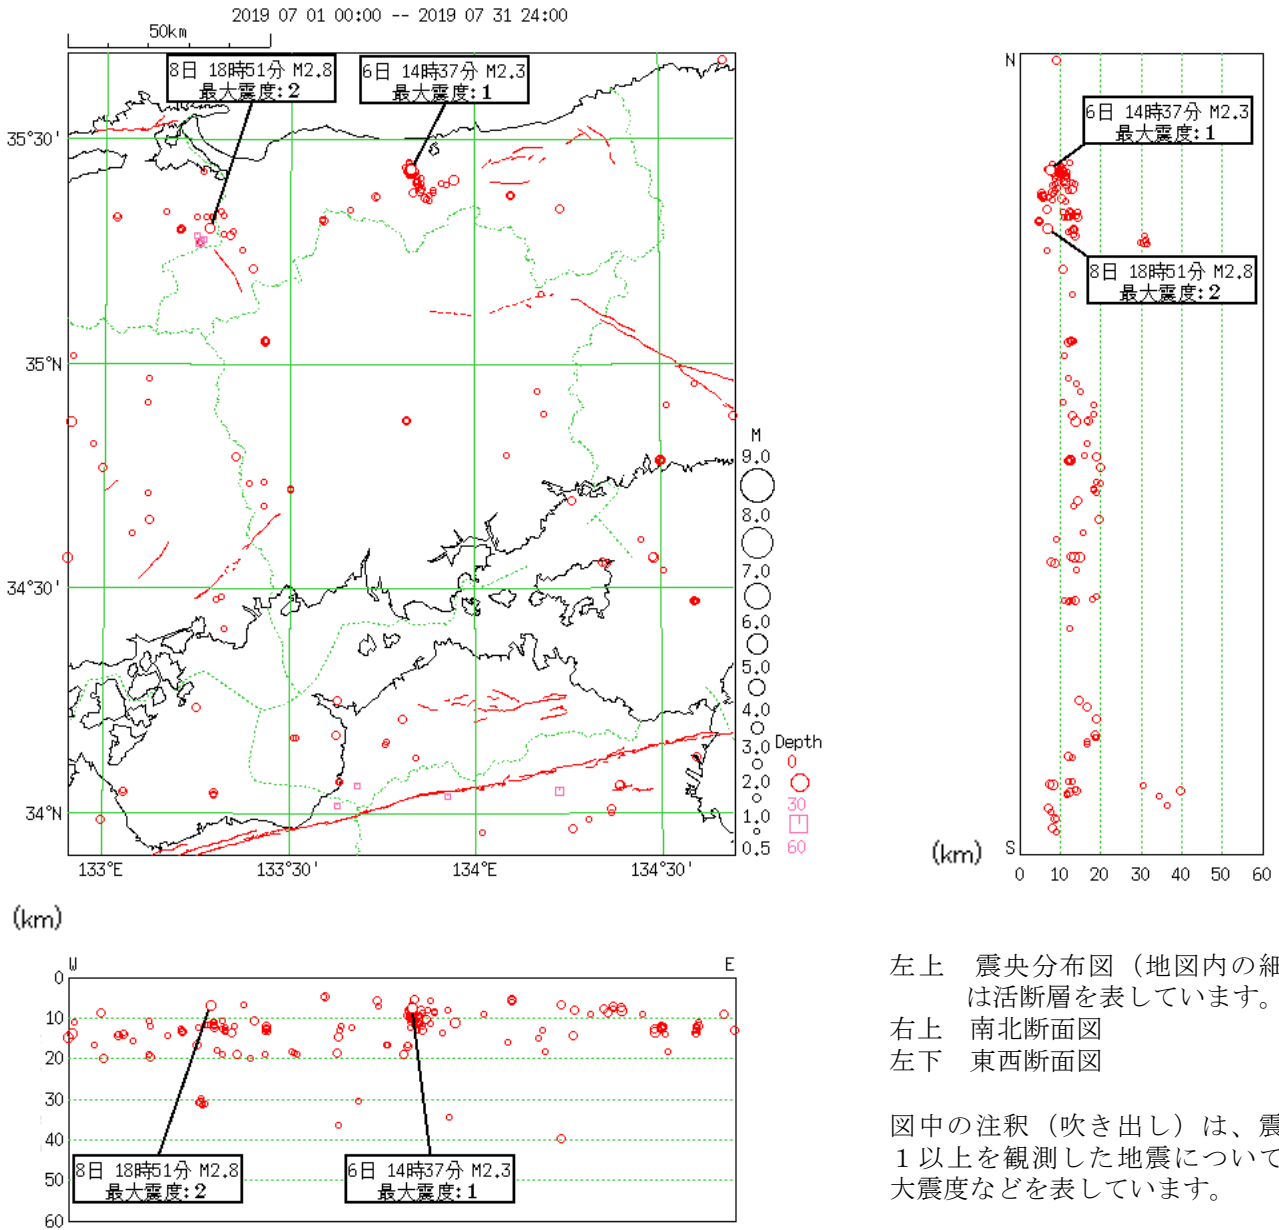 2019 07 01 00:00 -- 2019 07 31 24:00
50km
8日 18時51分 M2.8
最大震度:2
6日 14時37分 M2.3
最大震度:1
35°30'
35°N
34°30'
34°N
133°E
133°30'
134°E
134°30'
M
9.0
8.0
7.0
6.0
5.0
4.0
3.0
2.0
1.0
0.5
Depth
0
30
60
N
6日 14時37分 M2.3
最大震度:1
8日 18時51分 M2.8
最大震度:2
S
(km)
0 10 20 30 40 50 60
(km)
W
E
0
10
20
30
40
50
60
8日 18時51分 M2.8
最大震度:2
6日 14時37分 M2.3
最大震度:1
左上 震央分布図（地図内の細
は活断層を表しています。
右上 南北断面図
左下 東西断面図
図中の注釈（吹き出し）は、震
１以上を観測した地震について
大震度などを表しています。